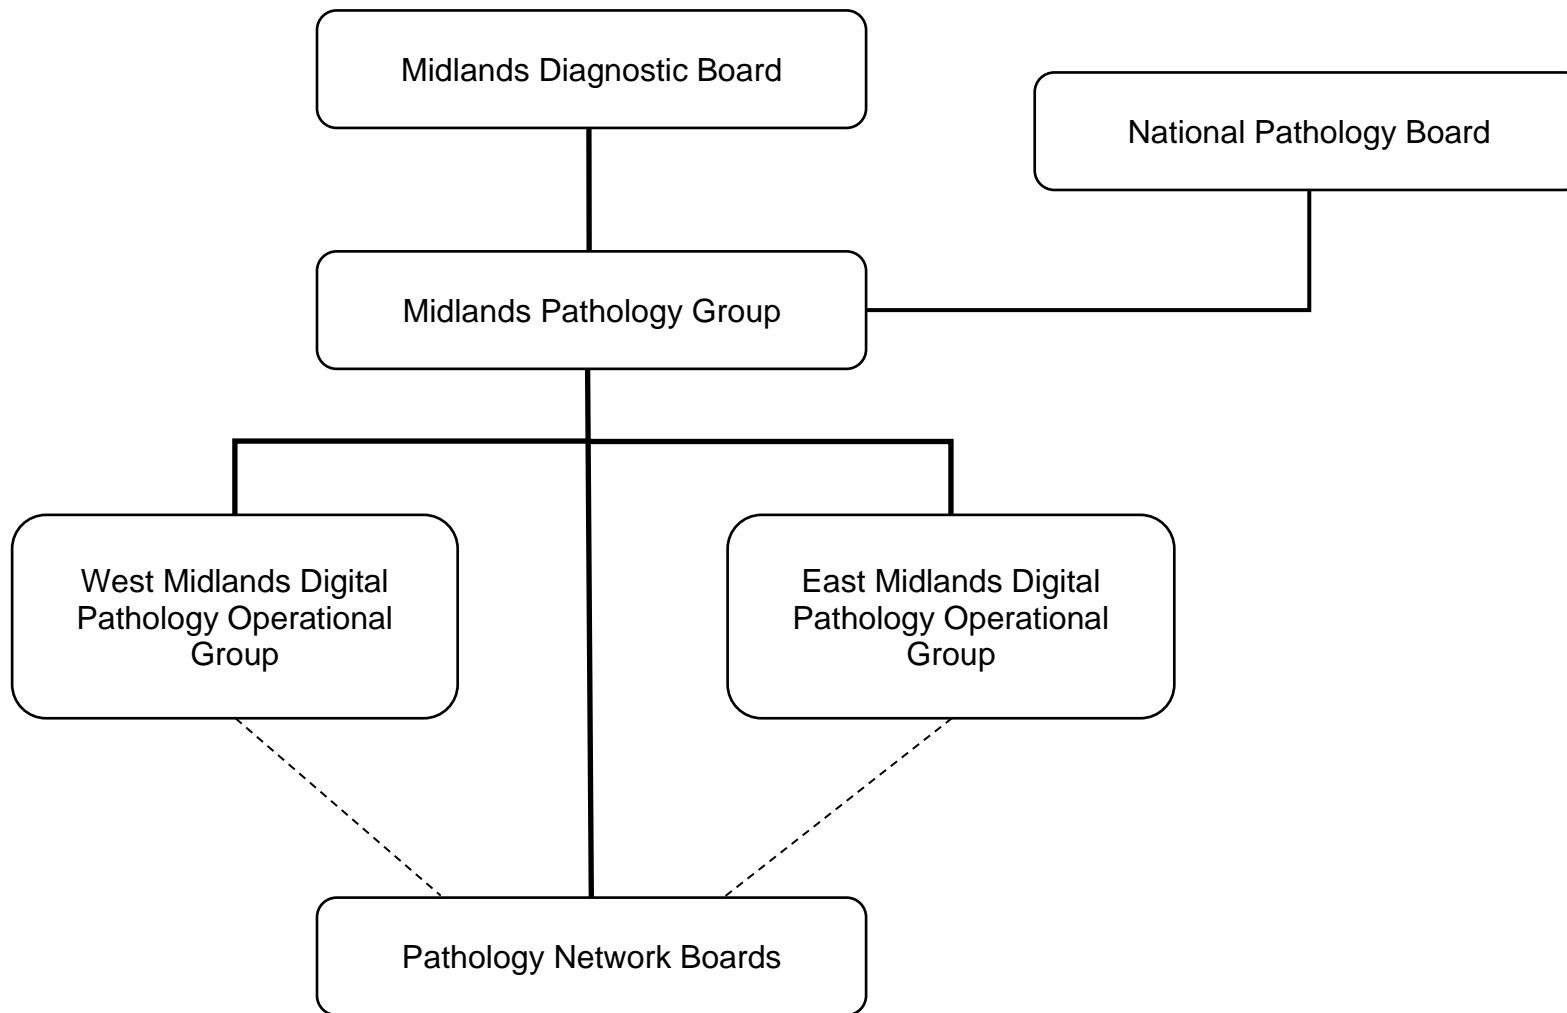 Midlands Diagnostic Board
National Pathology Board
Midlands Pathology Group
West Midlands Digital
Pathology Operational
Group
East Midlands Digital
Pathology Operational
Group
Pathology Network Boards